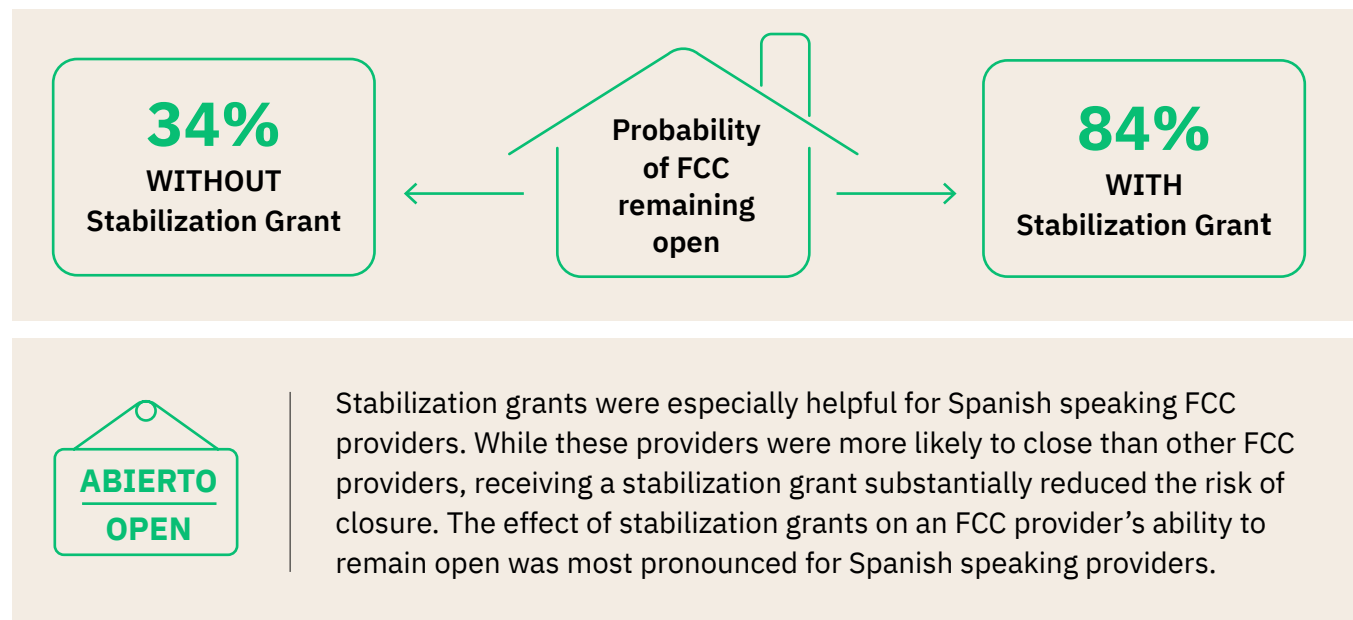 34%
WITHOUT
Stabilization Grant
Probability
of FCC
remaining
open
84%
WITH
Stabilization Grant
ABIERTO
OPEN
Stabilization grants were especially helpful for Spanish speaking FCC
providers. While these providers were more likely to close than other FCC
providers, receiving a stabilization grant substantially reduced the risk of
closure. The effect of stabilization grants on an FCC provider’s ability to
remain open was most pronounced for Spanish speaking providers.